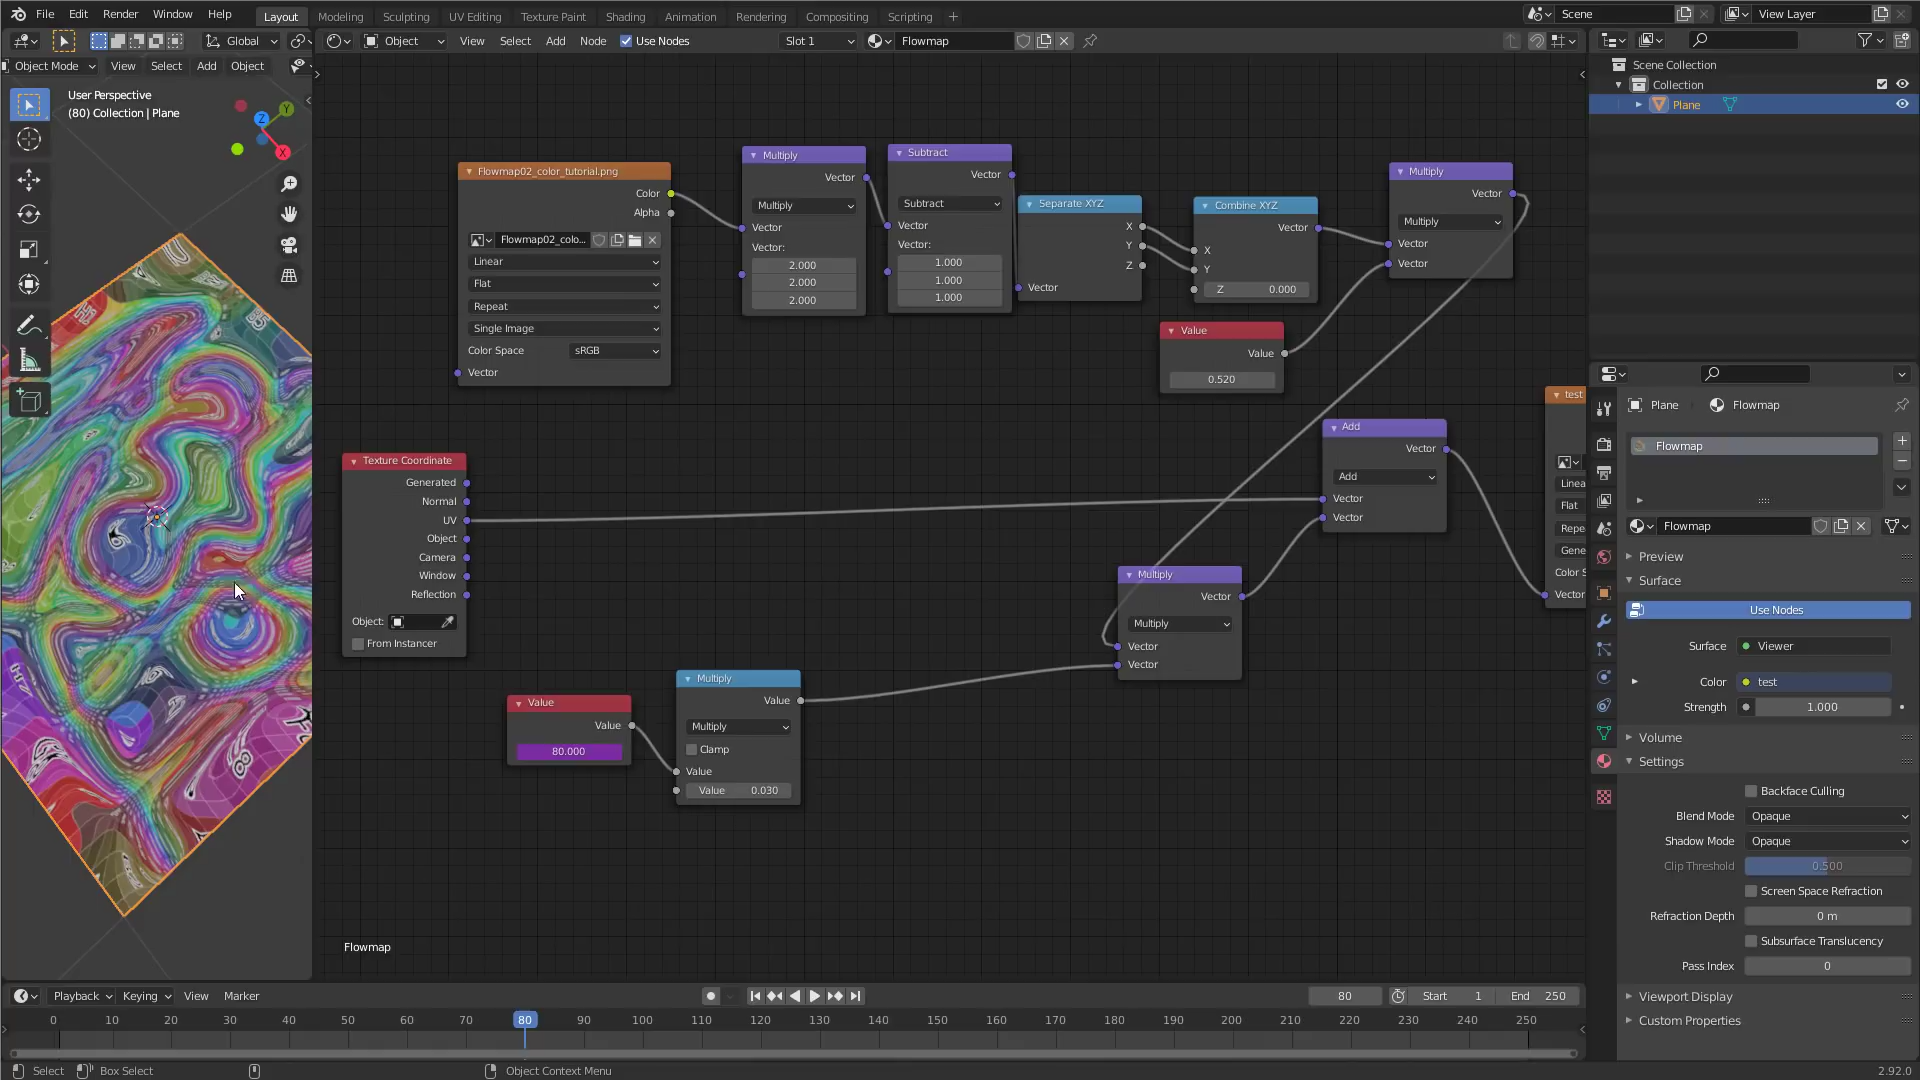 File Edit Render Window Help Layout Modeling Sculpting UV Editing Texture Paint Shading Animation Rendering Compositing Scripting + Scene View Layer
Global Object View Select Add Node Use Nodes Slot 1 Flowmap
Object Mode View Select Add Object
User Perspective
(80) Collection | Plane
Z
Y
X
Scene Collection
Collection
Plane
Flowmap02_color_tutorial.png
Color
Alpha
Flowmap02_colo...
Linear
Flat
Repeat
Single Image
Color Space sRGB
Vector
Multiply
Vector
Multiply
Vector
Vector:
2.000
2.000
2.000
Subtract
Vector
Subtract
Vector
Vector:
1.000
1.000
1.000
Separate XYZ
X
Y
Z
Vector
Combine XYZ
Vector
X
Y
Z 0.000
Multiply
Vector
Multiply
Vector
Vector
Value
Value
0.520
Add
Vector
Add
Vector
Vector
test
Linea
Flat
Repe
Gene
Color S
Vector
Texture Coordinate
Generated
Normal
UV
Object
Camera
Window
Reflection
Object:
From Instancer
Multiply
Vector
Multiply
Vector
Vector
Value
Value
80.000
Multiply
Value
Multiply
Clamp
Value
Value 0.030
Flowmap
Plane Flowmap
Flowmap
Flowmap
Preview
Surface
Use Nodes
Surface Viewer
Color test
Strength 1.000
Volume
Settings
Backface Culling
Blend Mode Opaque
Shadow Mode Opaque
Clip Threshold 0.500
Screen Space Refraction
Refraction Depth 0 m
Subsurface Translucency
Pass Index 0
Viewport Display
Custom Properties
Playback Keying View Marker 80 Start 1 End 250
0 10 20 30 40 50 60 70 80 90 100 110 120 130 140 150 160 170 180 190 200 210 220 230 240 250
Select Box Select Object Context Menu 2.92.0